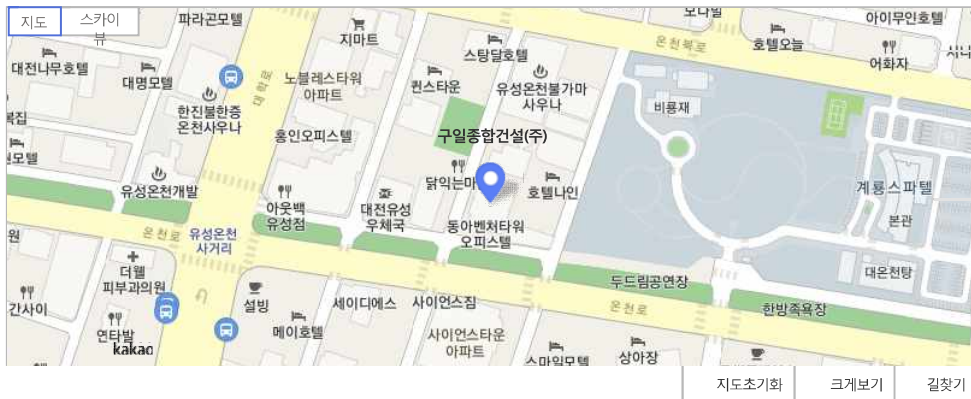 지도
스카이
뷰
파라곤모텔
지마트
스탕달호텔
온천북로
호텔오늘
아이무인호텔
어화자
대전나무호텔
대명모텔
대학로
노블레스타워
아파트
퀸스타운
유성온천불가마
사우나
비룡재
한진불한증
온천사우나
홍인오피스텔
구일종합건설(주)
유성온천개발
아웃백
유성점
대전유성
우체국
닭익는마
호텔나인
동아벤처타워
오피스텔
계룡스파텔
본관
대온천탕
온천로
유성온천
사거리
더웰
피부과의원
간사이
연타발
설빙
메이호텔
세이디에스
사이언스짐
사이언스타운
아파트
두드림공연장
온천로
한방족욕장
스마일모텔
상아장
kakao
지도초기화
크게보기
길찾기